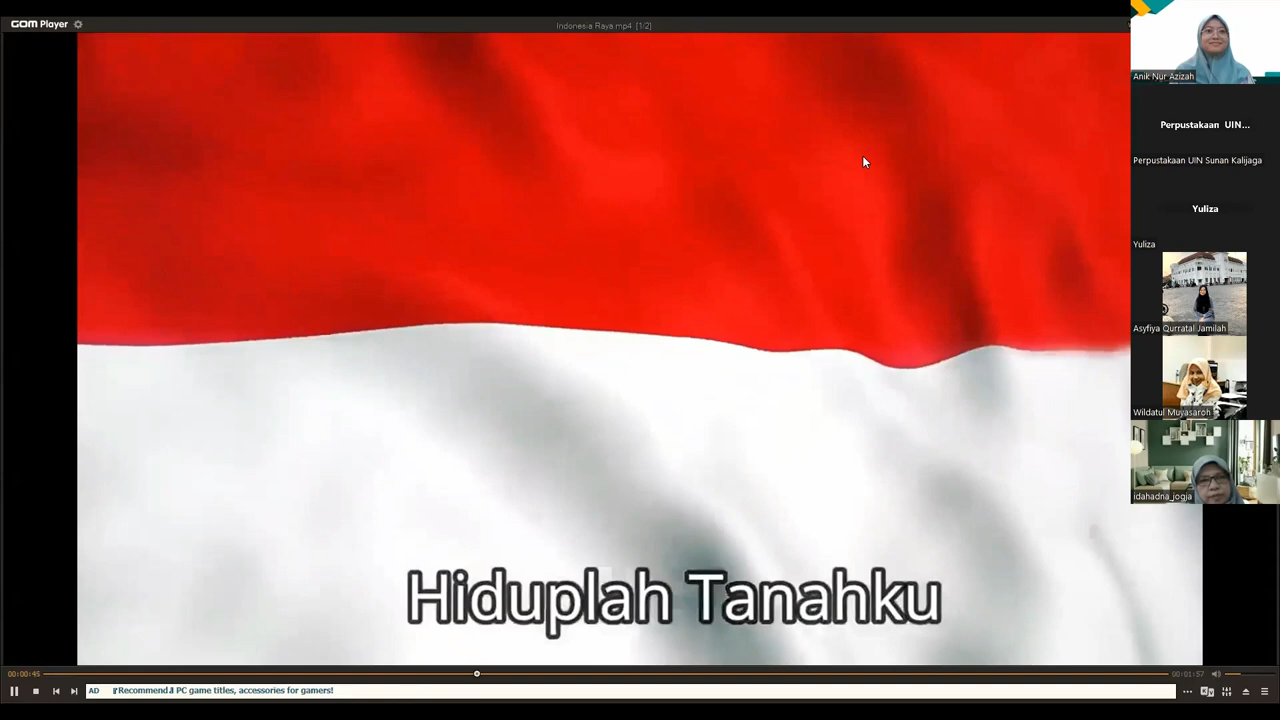 GOM Player
Indonesia Raya.mp4 [1/2]
Anik Nur Azizah
Perpustakaan UIN...
Perpustakaan UIN Sunan Kalijaga
Yuliza
Yuliza
Asyfiya Qurratal Jamilah
Wildatul Muyasaroh
idahadna_jogja
Hiduplah Tanahku
00:00:45
00:01:57
AD
『Recommend』 PC game titles, accessories for gamers!